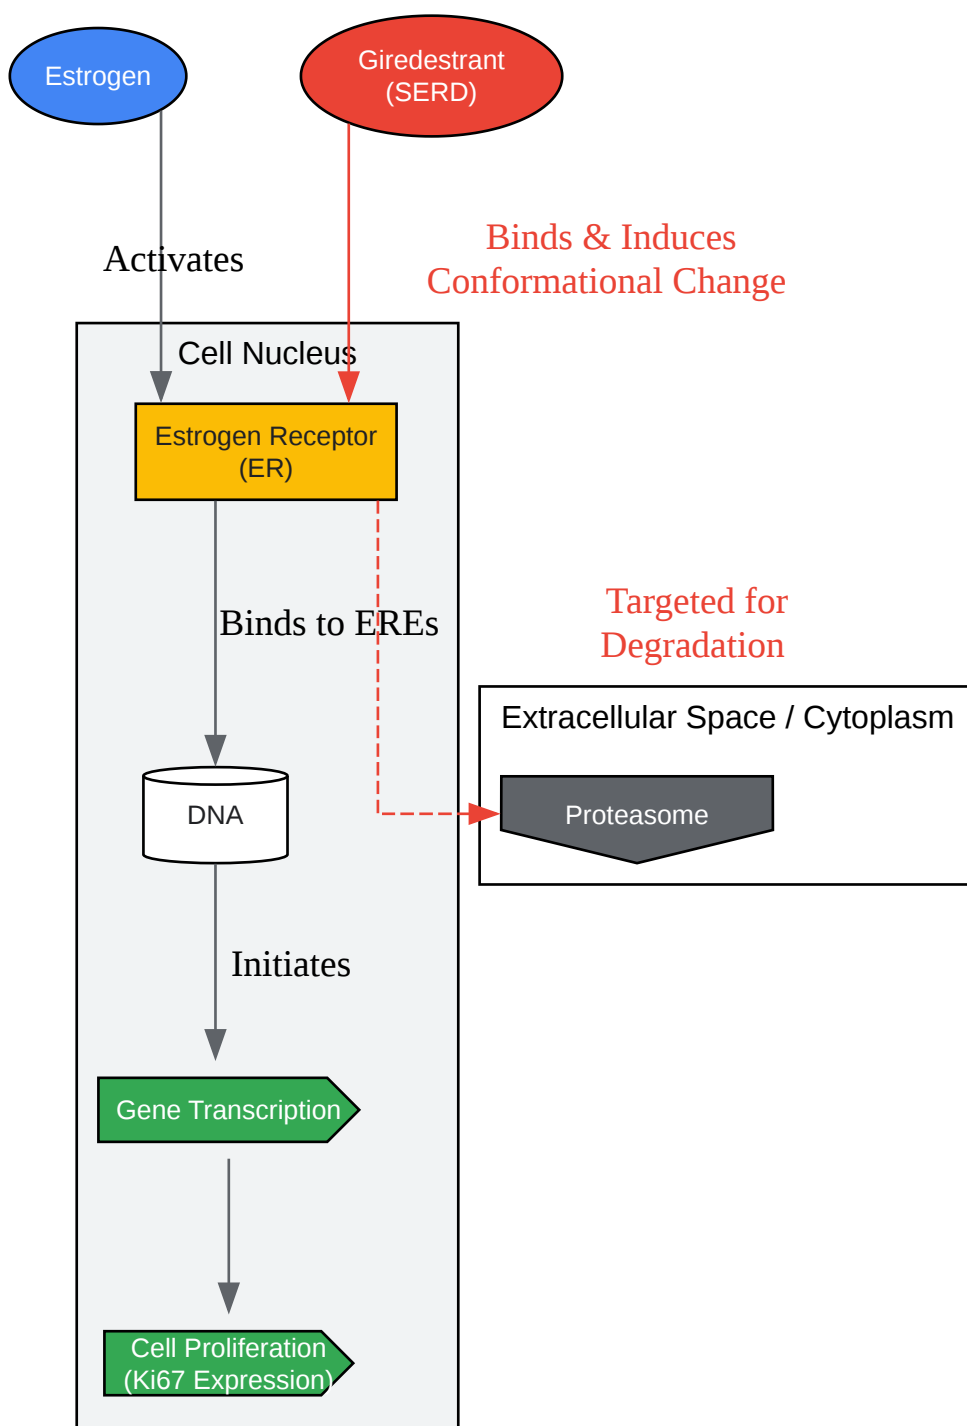 Estrogen
Giredestrant
(SERD)
Activates
Binds & Induces
Conformational Change
Cell Nucleus
Estrogen Receptor
(ER)
Binds to EREs
Targeted for
Degradation
Extracellular Space / Cytoplasm
DNA
Proteasome
Initiates
Gene Transcription
Cell Proliferation
(Ki67 Expression)